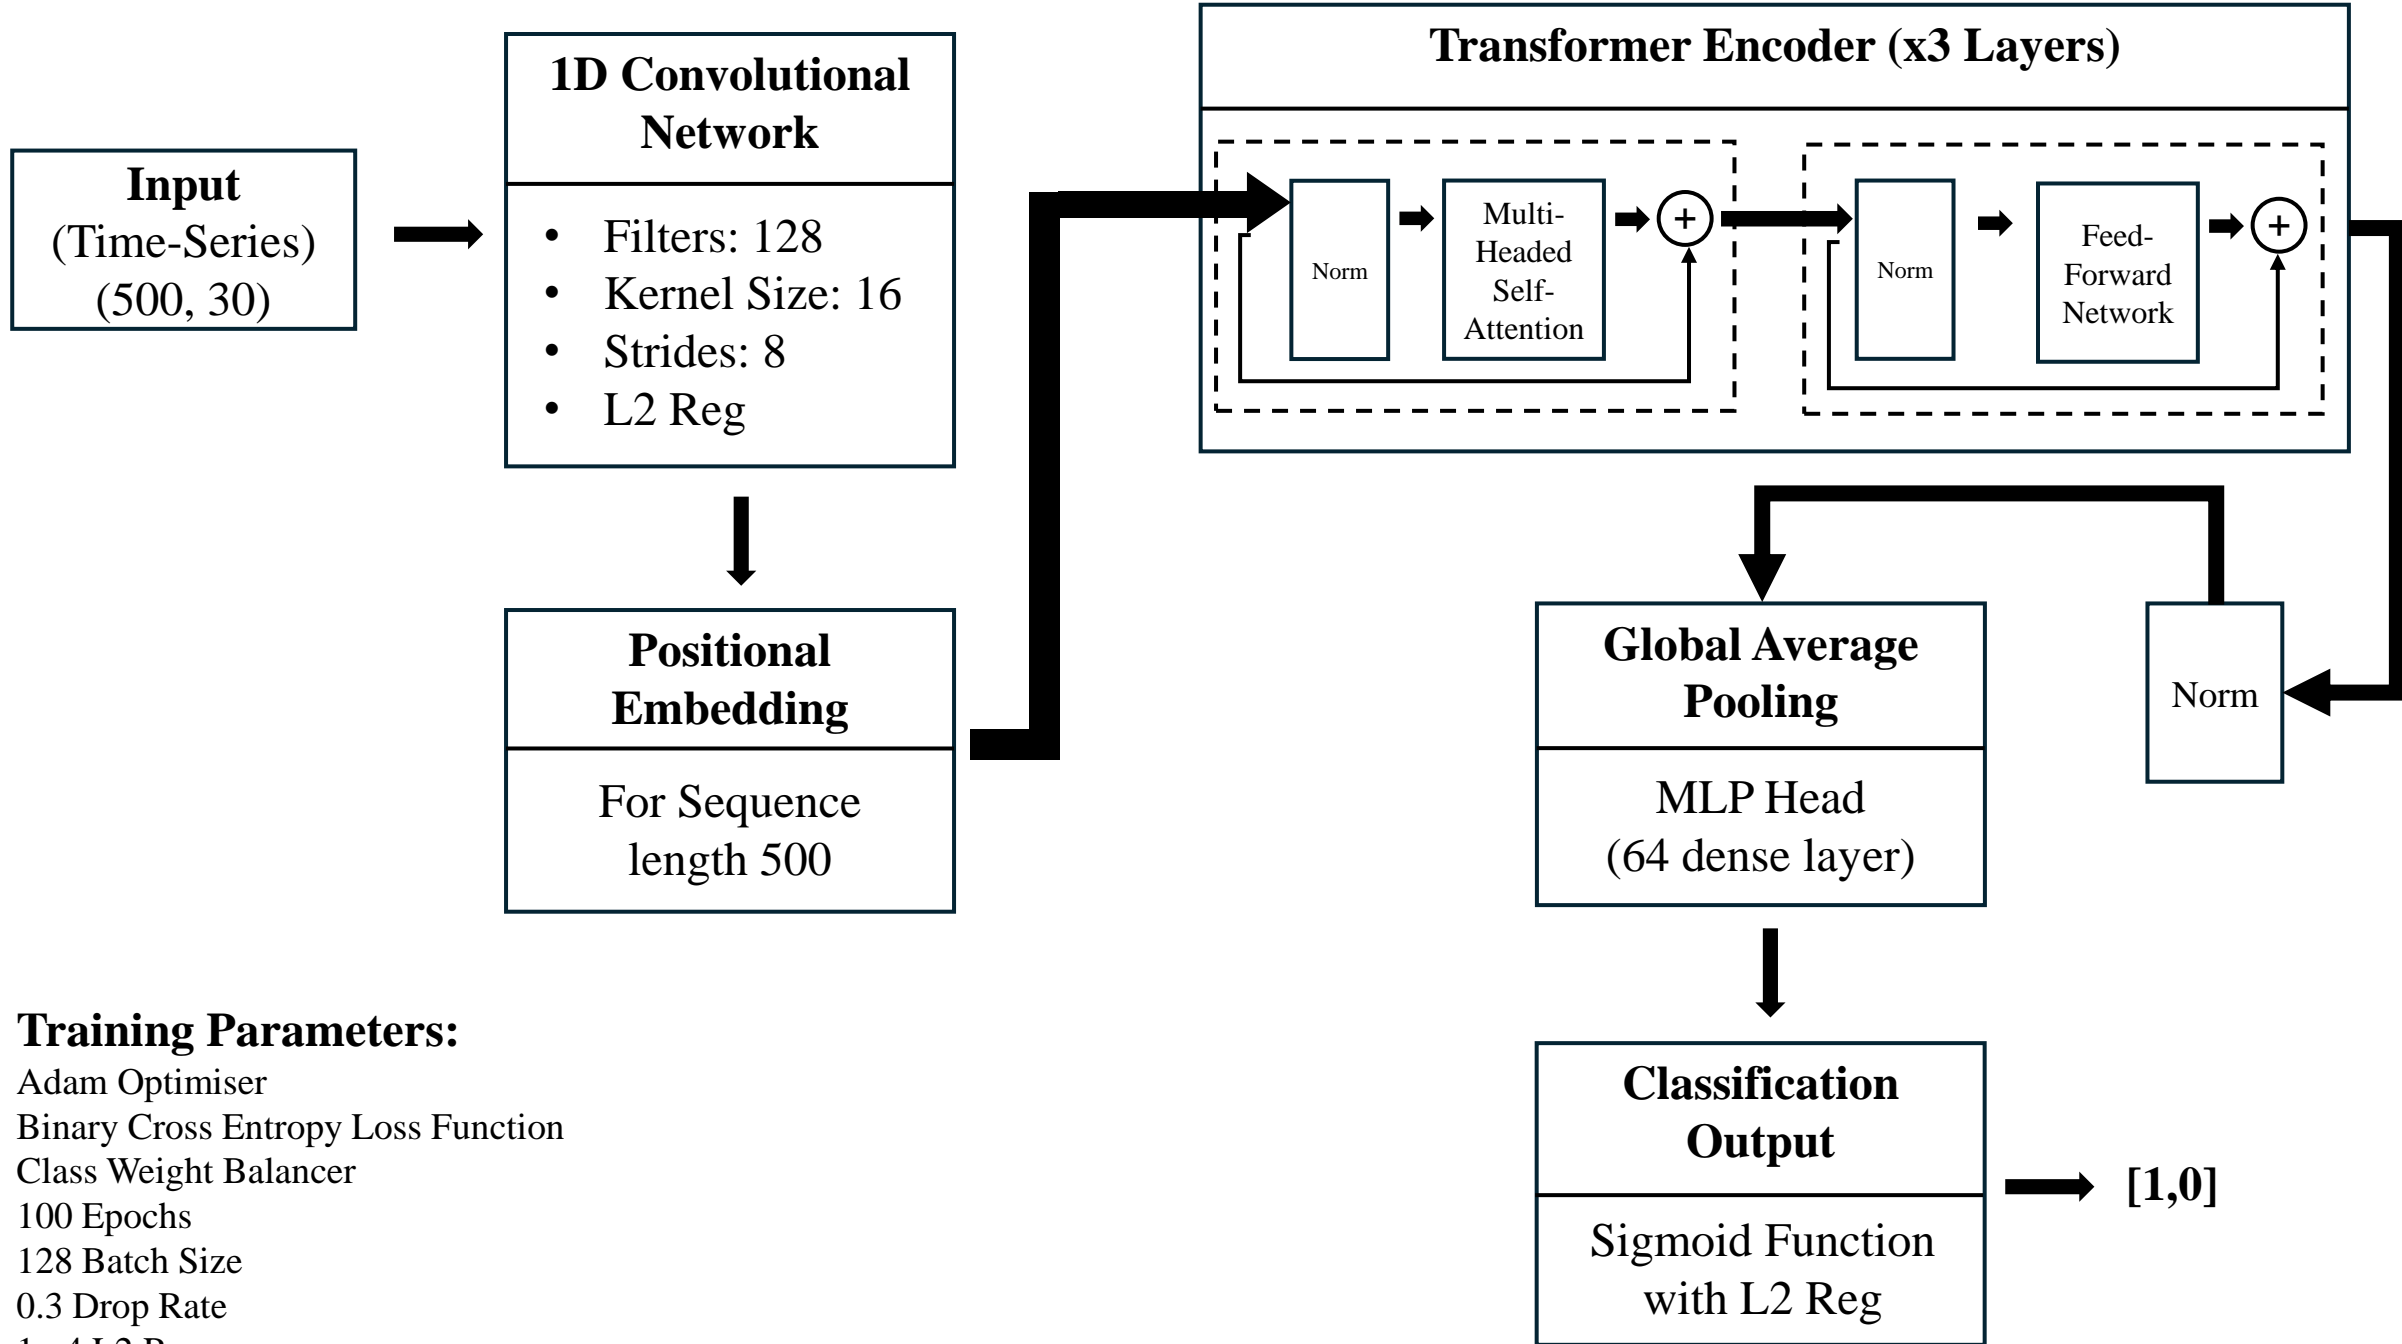 Input
(Time-Series)
(500, 30)
1D Convolutional
Network
• Filters: 128
• Kernel Size: 16
• Strides: 8
• L2 Reg
Positional
Embedding
For Sequence
length 500
Transformer Encoder (x3 Layers)
Norm
Multi-
Headed
Self-
Attention
+
Norm
Feed-
Forward
Network
+
Norm
Global Average
Pooling
MLP Head
(64 dense layer)
Classification
Output
Sigmoid Function
with L2 Reg
[1,0]
Training Parameters:
Adam Optimiser
Binary Cross Entropy Loss Function
Class Weight Balancer
100 Epochs
128 Batch Size
0.3 Drop Rate